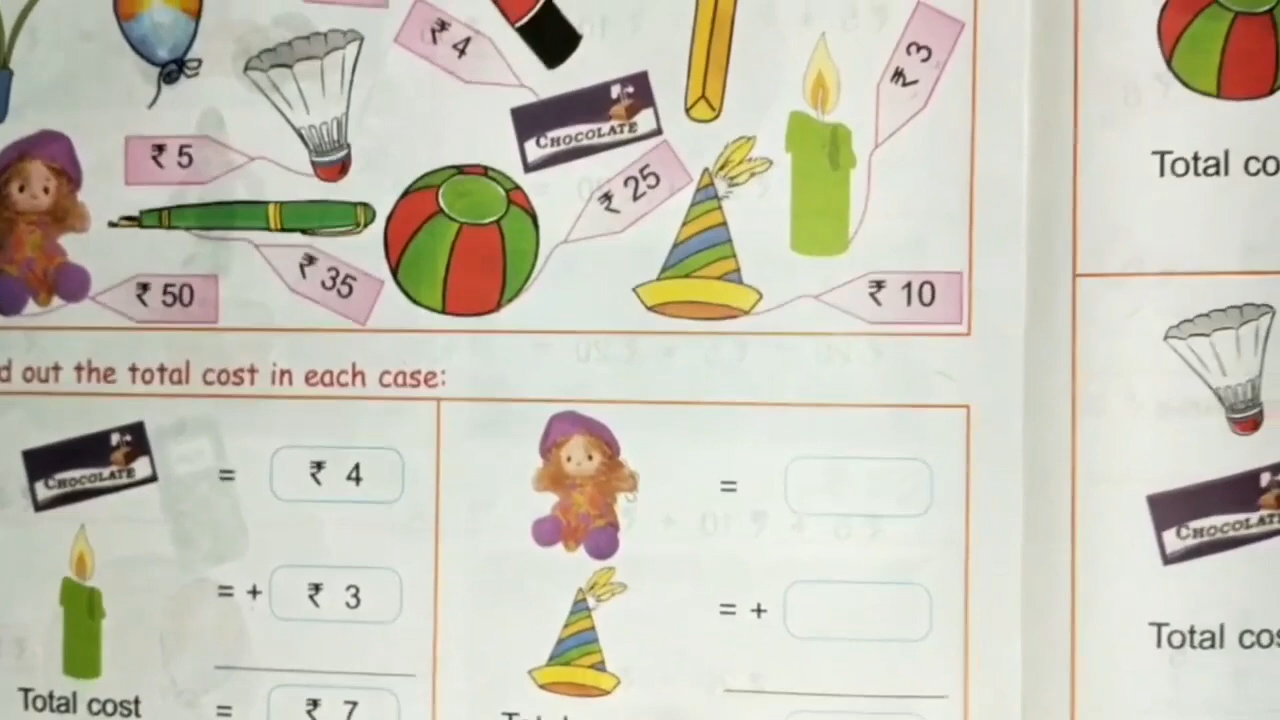 ₹ 4
₹ 3
CHOCOLATE
₹ 5
₹ 25
₹ 35
₹ 50
₹ 10
d out the total cost in each case:
CHOCOLATE = ₹ 4
=
= + ₹ 3
= +
Total cost = ₹ 7
Total co
CHOCOLAT
Total cos